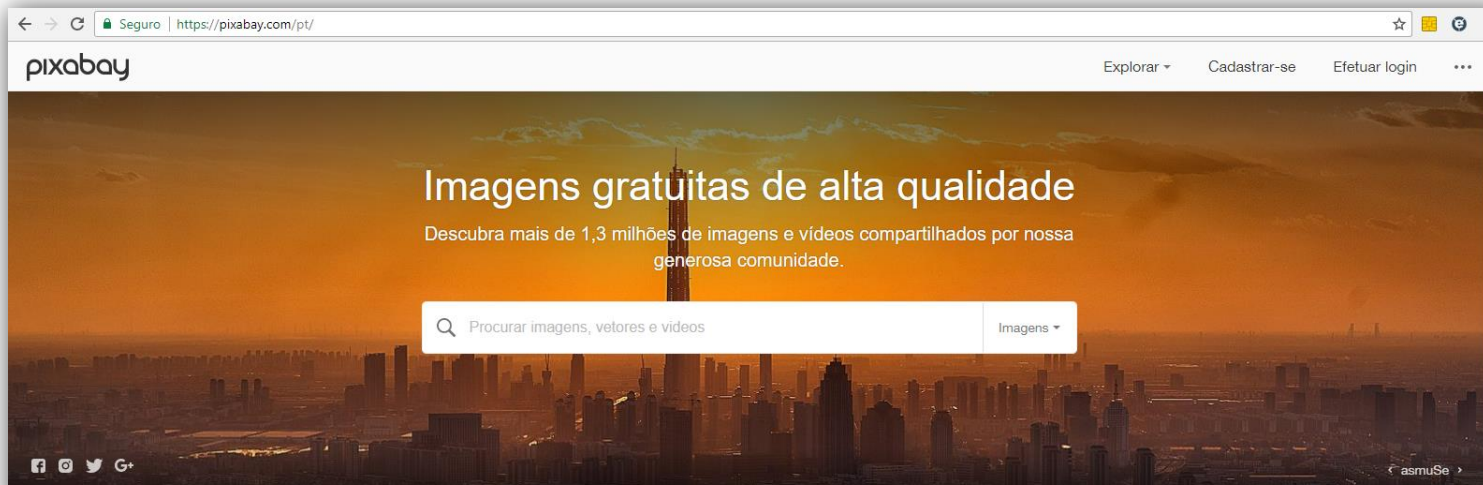 Seguro | https://pixabay.com/pt/
pixabay
Explorar
Cadastrar-se
Efetuar login
Imagens gratuitas de alta qualidade
Descubra mais de 1,3 milhões de imagens e vídeos compartilhados por nossa
generosa comunidade.
Procurar imagens, vetores e videos
Imagens
G+
‹ asmuSe ›